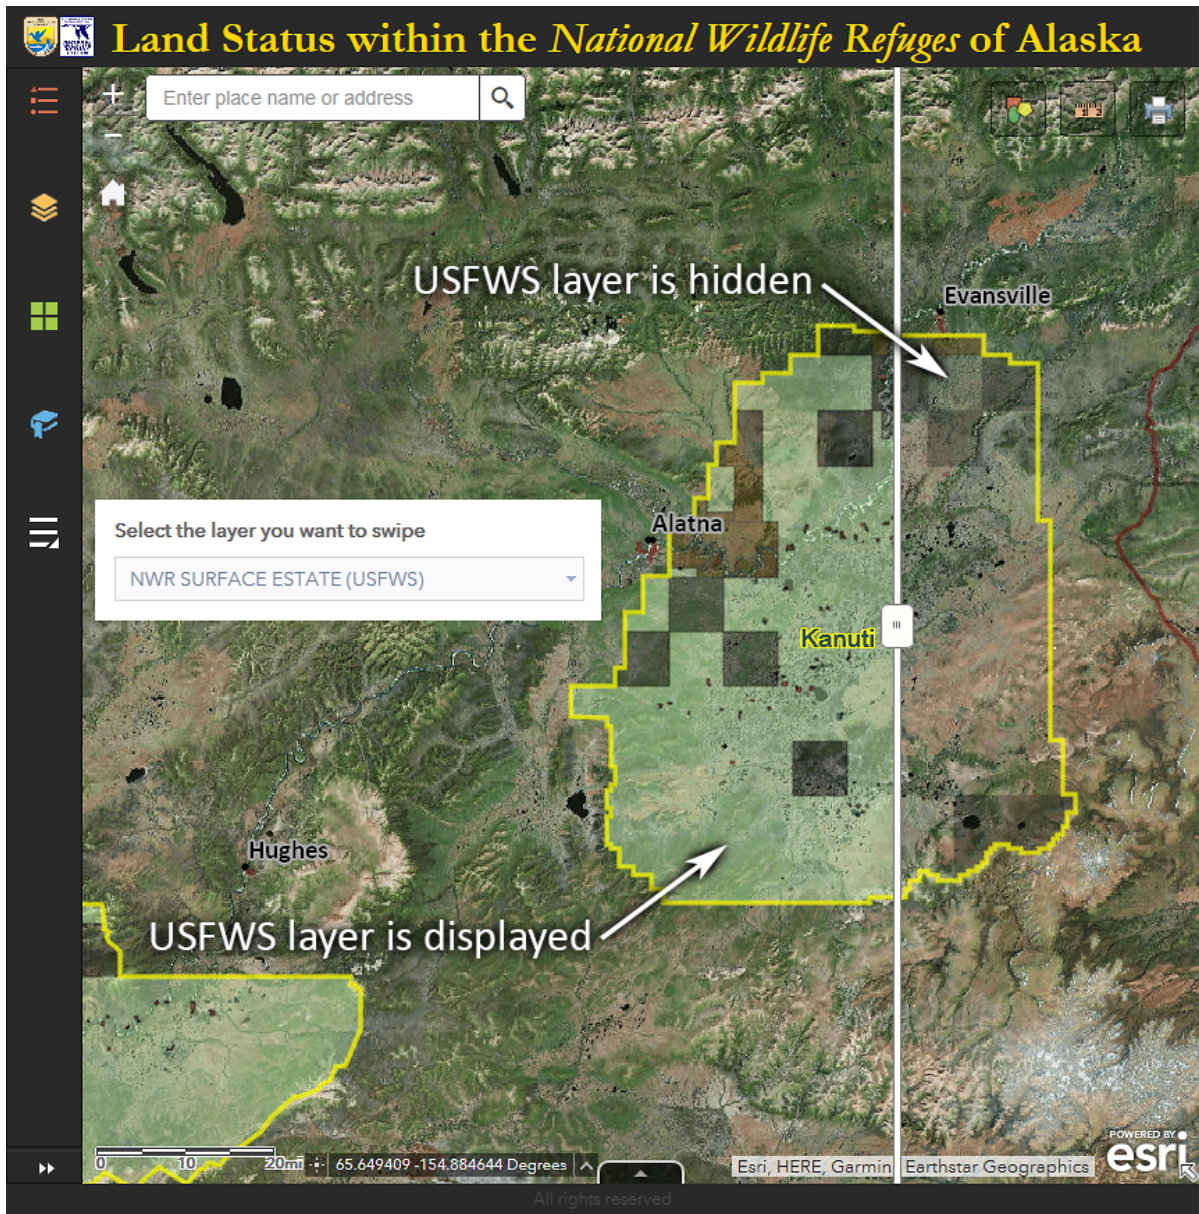 Land Status within the National Wildlife Refuges of Alaska
Enter place name or address
USFWS layer is hidden
Evansville
Select the layer you want to swipe
NWR SURFACE ESTATE (USFWS)
Alatna
Kanuti
Hughes
USFWS layer is displayed
0 10 20mi
65.649409 -154.884644 Degrees
Esri, HERE, Garmin
Earthstar Geographics
POWERED BY
esri
All rights reserved